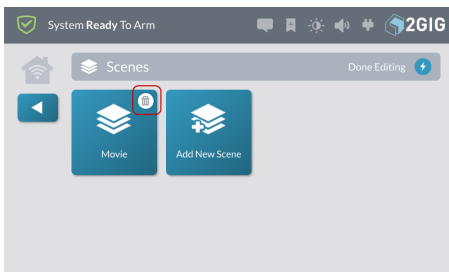 System Ready To Arm
2GIG
Scenes
Done Editing
Movie
Add New Scene